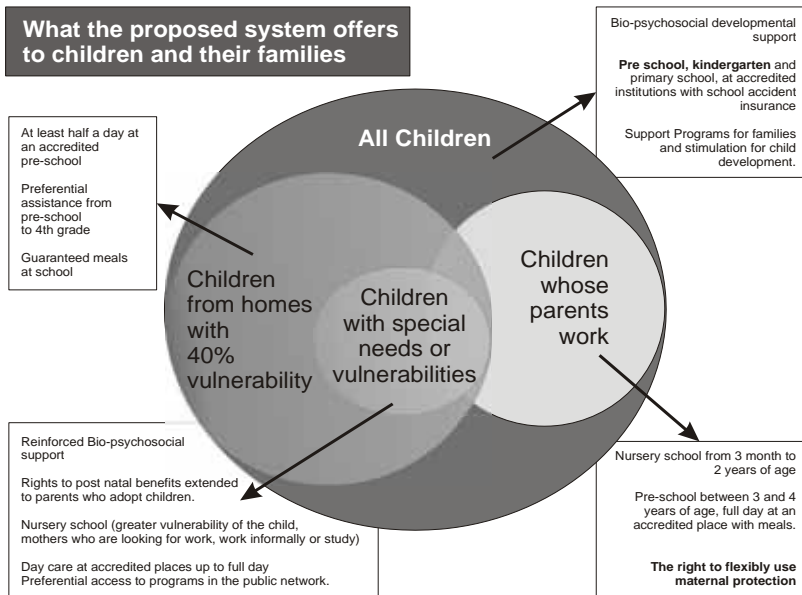 What the proposed system offers
to children and their families
Bio-psychosocial developmental
support
Pre school, kindergarten and
primary school, at accredited
institutions with school accident
insurance
Support Programs for families
and stimulation for child
development.
At least half a day at
an accredited
pre-school
Preferential
assistance from
pre-school
to 4th grade
Guaranteed meals
at school
All Children
Children
from homes
with
40%
vulnerability
Children
with special
needs or
vulnerabilities
Children
whose
parents
work
Reinforced Bio-psychosocial
support
Rights to post natal benefits extended
to parents who adopt children.
Nursery school (greater vulnerability of the child,
mothers who are looking for work, work informally or study)
Day care at accredited places up to full day
Preferential access to programs in the public network.
Nursery school from 3 month to
2 years of age
Pre-school between 3 and 4
years of age, full day at an
accredited place with meals.
The right to flexibly use
maternal protection